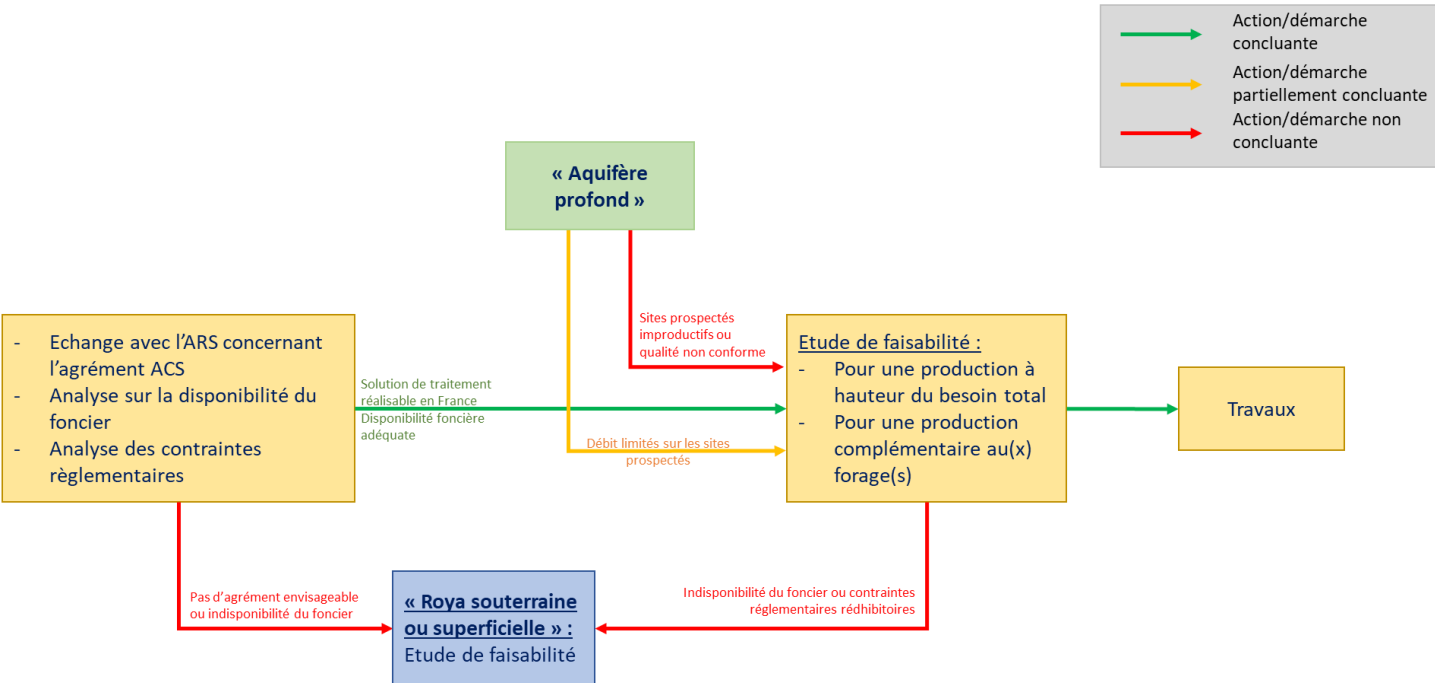 Action/démarche
concluante
Action/démarche
partiellement concluante
Action/démarche non
concluante
« Aquifère
profond »
Sites prospectés
improductifs ou
qualité non conforme
- Echange avec l'ARS concernant
l'agrément ACS
- Analyse sur la disponibilité du
foncier
- Analyse des contraintes
règlementaires
Solution de traitement
réalisable en France
Disponibilité foncière
adéquate
Débit limités sur les sites
prospectés
Etude de faisabilité :
- Pour une production à
hauteur du besoin total
- Pour une production
complémentaire au(x)
forage(s)
Travaux
Pas d'agrément envisageable
ou indisponibilité du foncier
« Roya souterraine
ou superficielle » :
Etude de faisabilité
Indisponibilité du foncier ou contraintes
réglementaires rédhibitoires